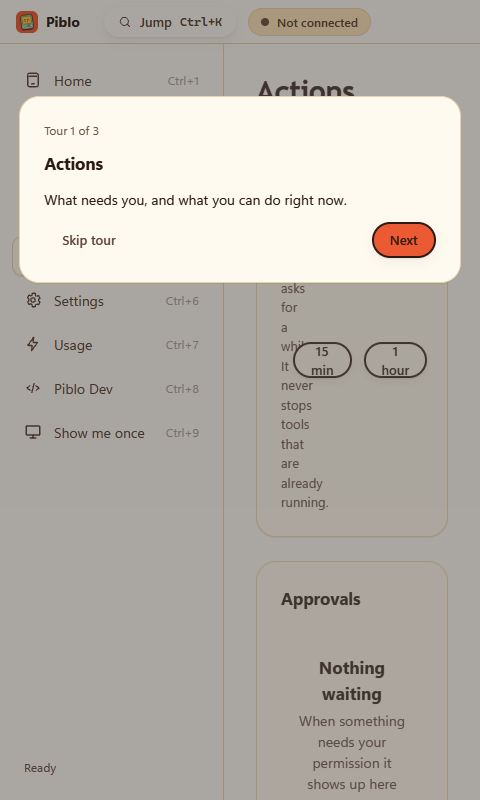 Piblo
Jump Ctrl+K
Not connected
Home Ctrl+1
Actions
Tour 1 of 3
Actions
What needs you, and what you can do right now.
Skip tour
Next
Settings Ctrl+6
Usage Ctrl+7
Piblo Dev Ctrl+8
Show me once Ctrl+9
Ready
asks
for
a
It
never
stops
tools
that
are
already
running.
15
min
1
hour
Approvals
Nothing
waiting
When something
needs your
permission it
shows up here